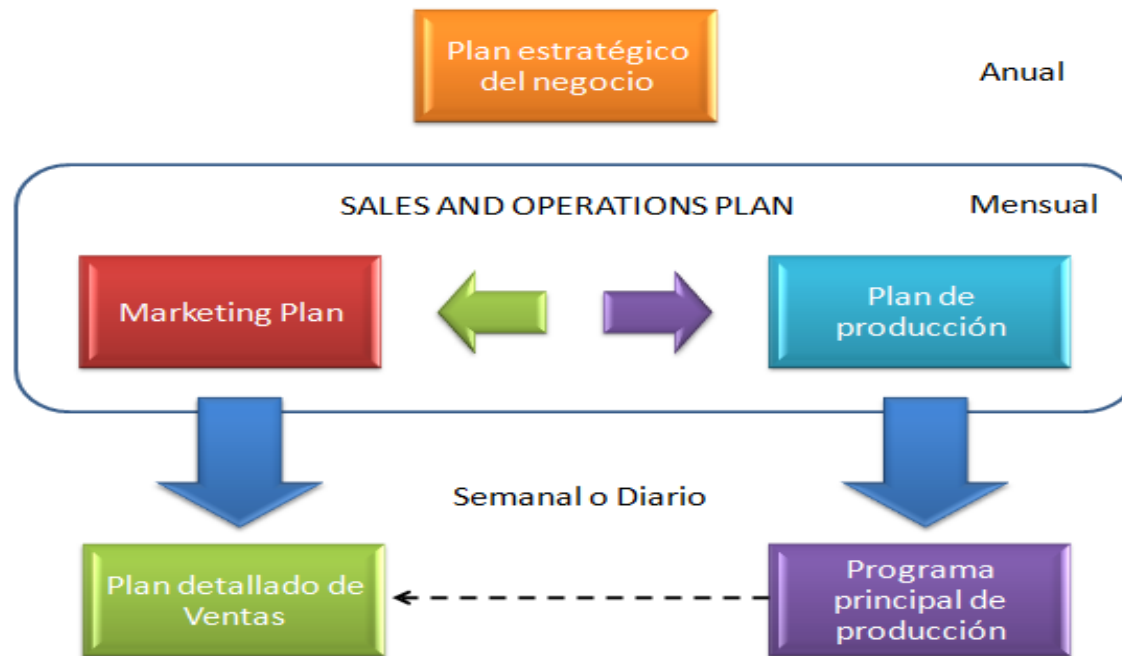 Plan estratégico
del negocio
Anual
SALES AND OPERATIONS PLAN
Mensual
Marketing Plan
Plan de
producción
Semanal o Diario
Plan detallado de
Ventas
Programa
principal de
producción